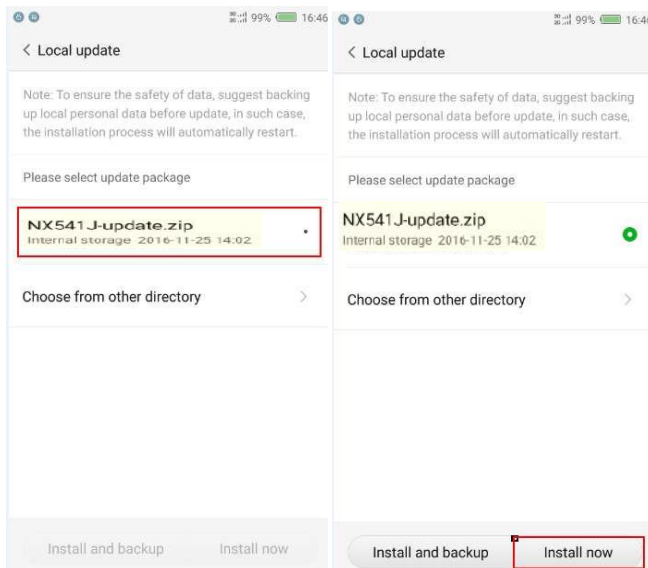 99% 16:46
Local update
Note: To ensure the safety of data, suggest backing
up local personal data before update, in such case,
the installation process will automatically restart.
Please select update package
NX541J-update.zip
Internal storage 2016-11-25 14:02
Choose from other directory
Install and backup Install now
99% 16:46
Local update
Note: To ensure the safety of data, suggest backing
up local personal data before update, in such case,
the installation process will automatically restart.
Please select update package
NX541J-update.zip
Internal storage 2016-11-25 14:02
Choose from other directory
Install and backup Install now